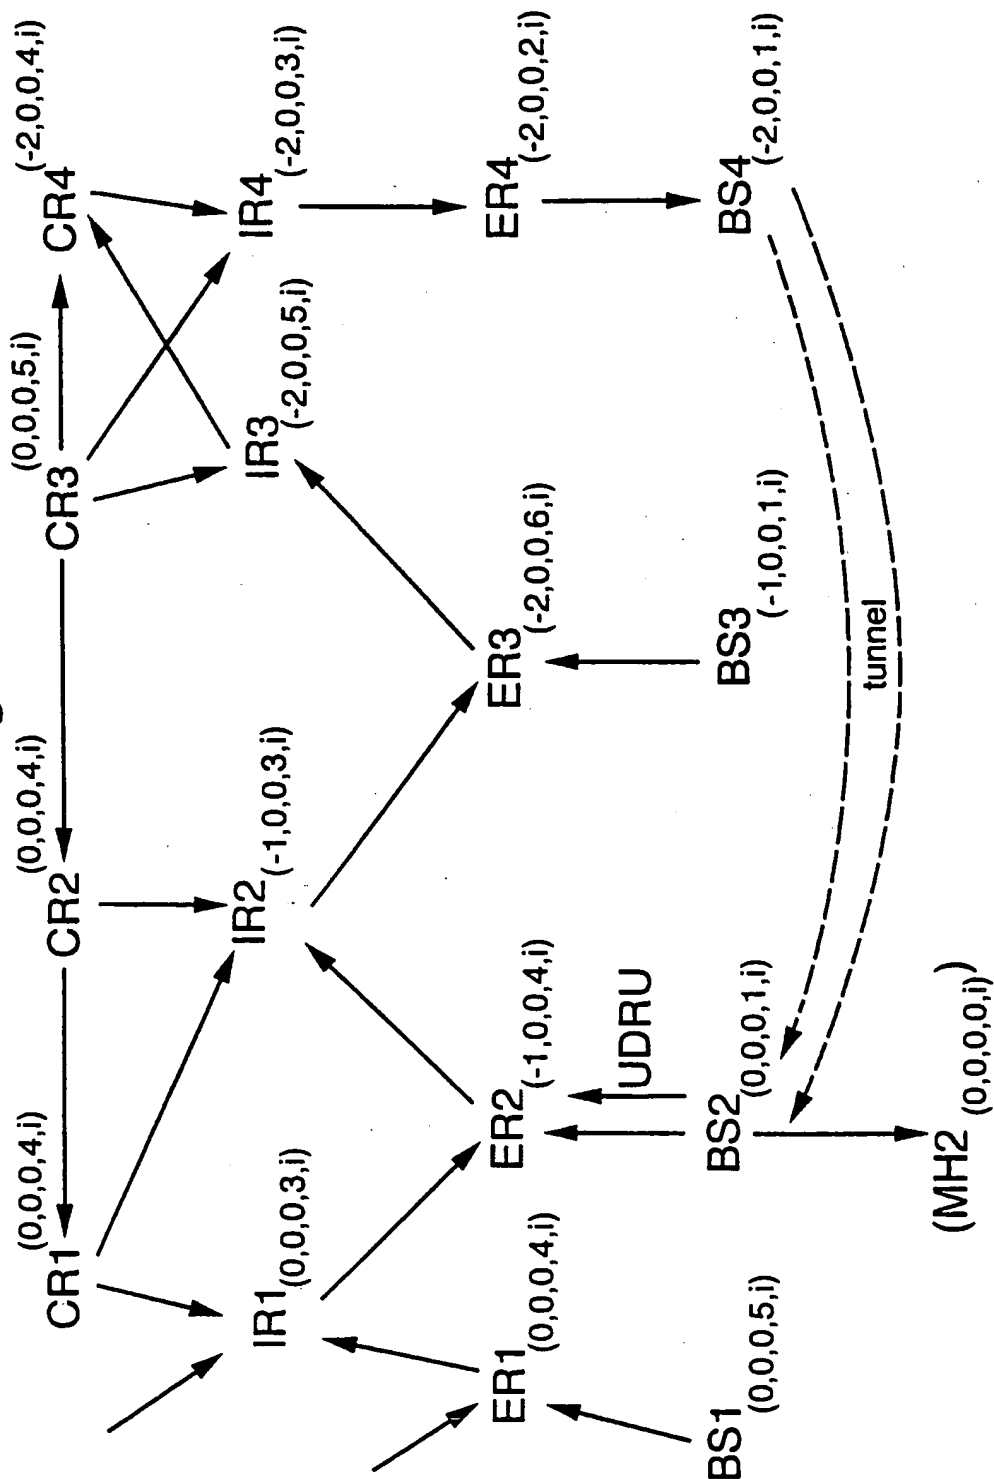 CR1(0,0,0,4,i)
CR2(0,0,0,4,i)
CR3(0,0,0,5,i)
CR4(-2,0,0,4,i)
IR1(0,0,0,3,i)
IR2(-1,0,0,3,i)
IR3(-2,0,0,5,i)
IR4(-2,0,0,3,i)
ER1(0,0,0,4,i)
ER2(-1,0,0,4,i)
ER3(-2,0,0,6,i)
ER4(-2,0,0,2,i)
UDRU
BS1(0,0,0,5,i)
BS2(0,0,0,1,i)
BS3(-1,0,0,1,i)
BS4(-2,0,0,1,i)
tunnel
(MH2(0,0,0,0,i))